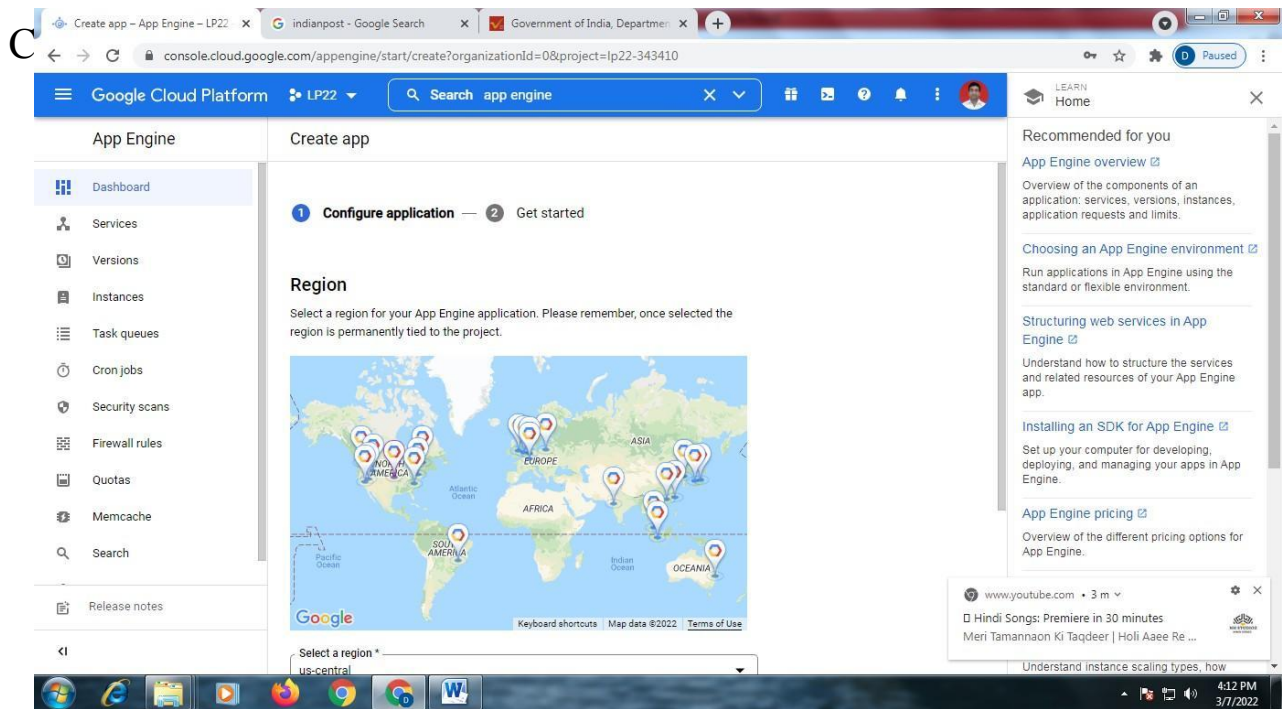 Create app – App Engine – LP22
indianpost - Google Search
Government of India, Departmen
C
console.cloud.google.com/appengine/start/create?organizationId=0&project=lp22-343410
D Paused
Google Cloud Platform
LP22
Search app engine
LEARN
Home
App Engine
Create app
Dashboard
Services
Versions
Instances
Task queues
Cron jobs
Security scans
Firewall rules
Quotas
Memcache
Search
Release notes
1 Configure application — 2 Get started
Region
Select a region for your App Engine application. Please remember, once selected the
region is permanently tied to the project.
NORTH
AMERICA
Atlantic
Ocean
EUROPE
ASIA
AFRICA
Pacific
Ocean
SOUTH
AMERICA
Indian
Ocean
OCEANIA
Google
Keyboard shortcuts
Map data ©2022
Terms of Use
Select a region *
us-central
Recommended for you
App Engine overview
Overview of the components of an
application: services, versions, instances,
application requests and limits.
Choosing an App Engine environment
Run applications in App Engine using the
standard or flexible environment.
Structuring web services in App
Engine
Understand how to structure the services
and related resources of your App Engine
app.
Installing an SDK for App Engine
Set up your computer for developing,
deploying, and managing your apps in App
Engine.
App Engine pricing
Overview of the different pricing options for
App Engine.
www.youtube.com • 3 m
Hindi Songs: Premiere in 30 minutes
Meri Tamannaon Ki Taqdeer | Holi Aaee Re ...
Understand instance scaling types, how
4:12 PM
3/7/2022